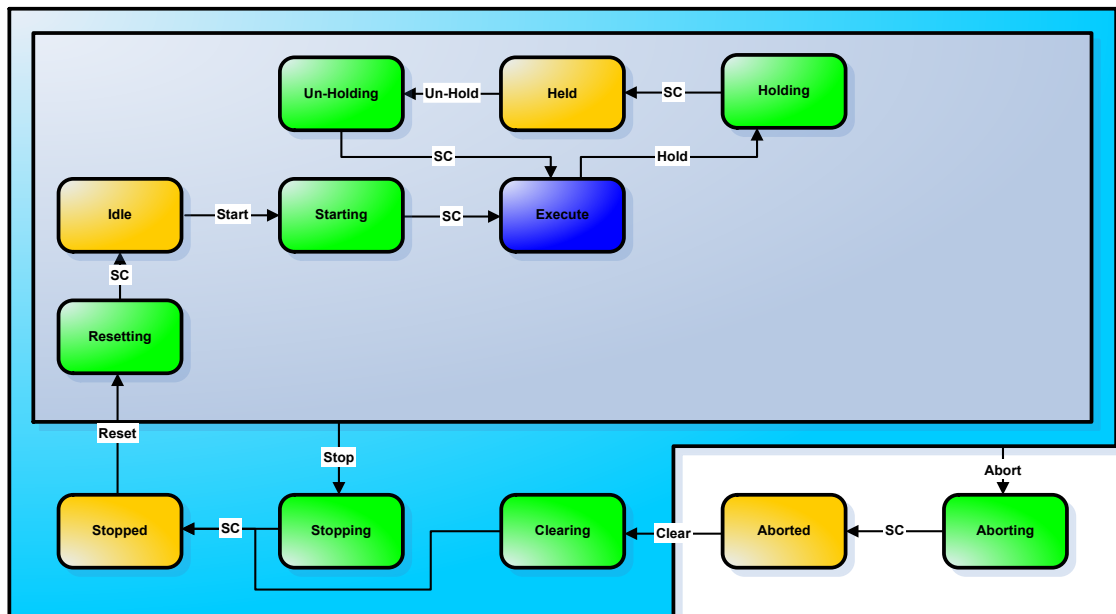 Un-Holding
Un-Hold
Held
SC
Holding
SC
Hold
Idle
Start
Starting
SC
Execute
SC
Resetting
Reset
Stop
Abort
Stopped
SC
Stopping
Clearing
Clear
Aborted
SC
Aborting